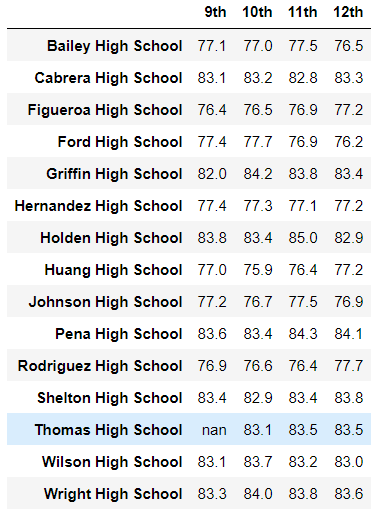 9th 10th 11th 12th
Bailey High School 77.1 77.0 77.5 76.5
Cabrera High School 83.1 83.2 82.8 83.3
Figueroa High School 76.4 76.5 76.9 77.2
Ford High School 77.4 77.7 76.9 76.2
Griffin High School 82.0 84.2 83.8 83.4
Hernandez High School 77.4 77.3 77.1 77.2
Holden High School 83.8 83.4 85.0 82.9
Huang High School 77.0 75.9 76.4 77.2
Johnson High School 77.2 76.7 77.5 76.9
Pena High School 83.6 83.4 84.3 84.1
Rodriguez High School 76.9 76.6 76.4 77.7
Shelton High School 83.4 82.9 83.4 83.8
Thomas High School nan 83.1 83.5 83.5
Wilson High School 83.1 83.7 83.2 83.0
Wright High School 83.3 84.0 83.8 83.6